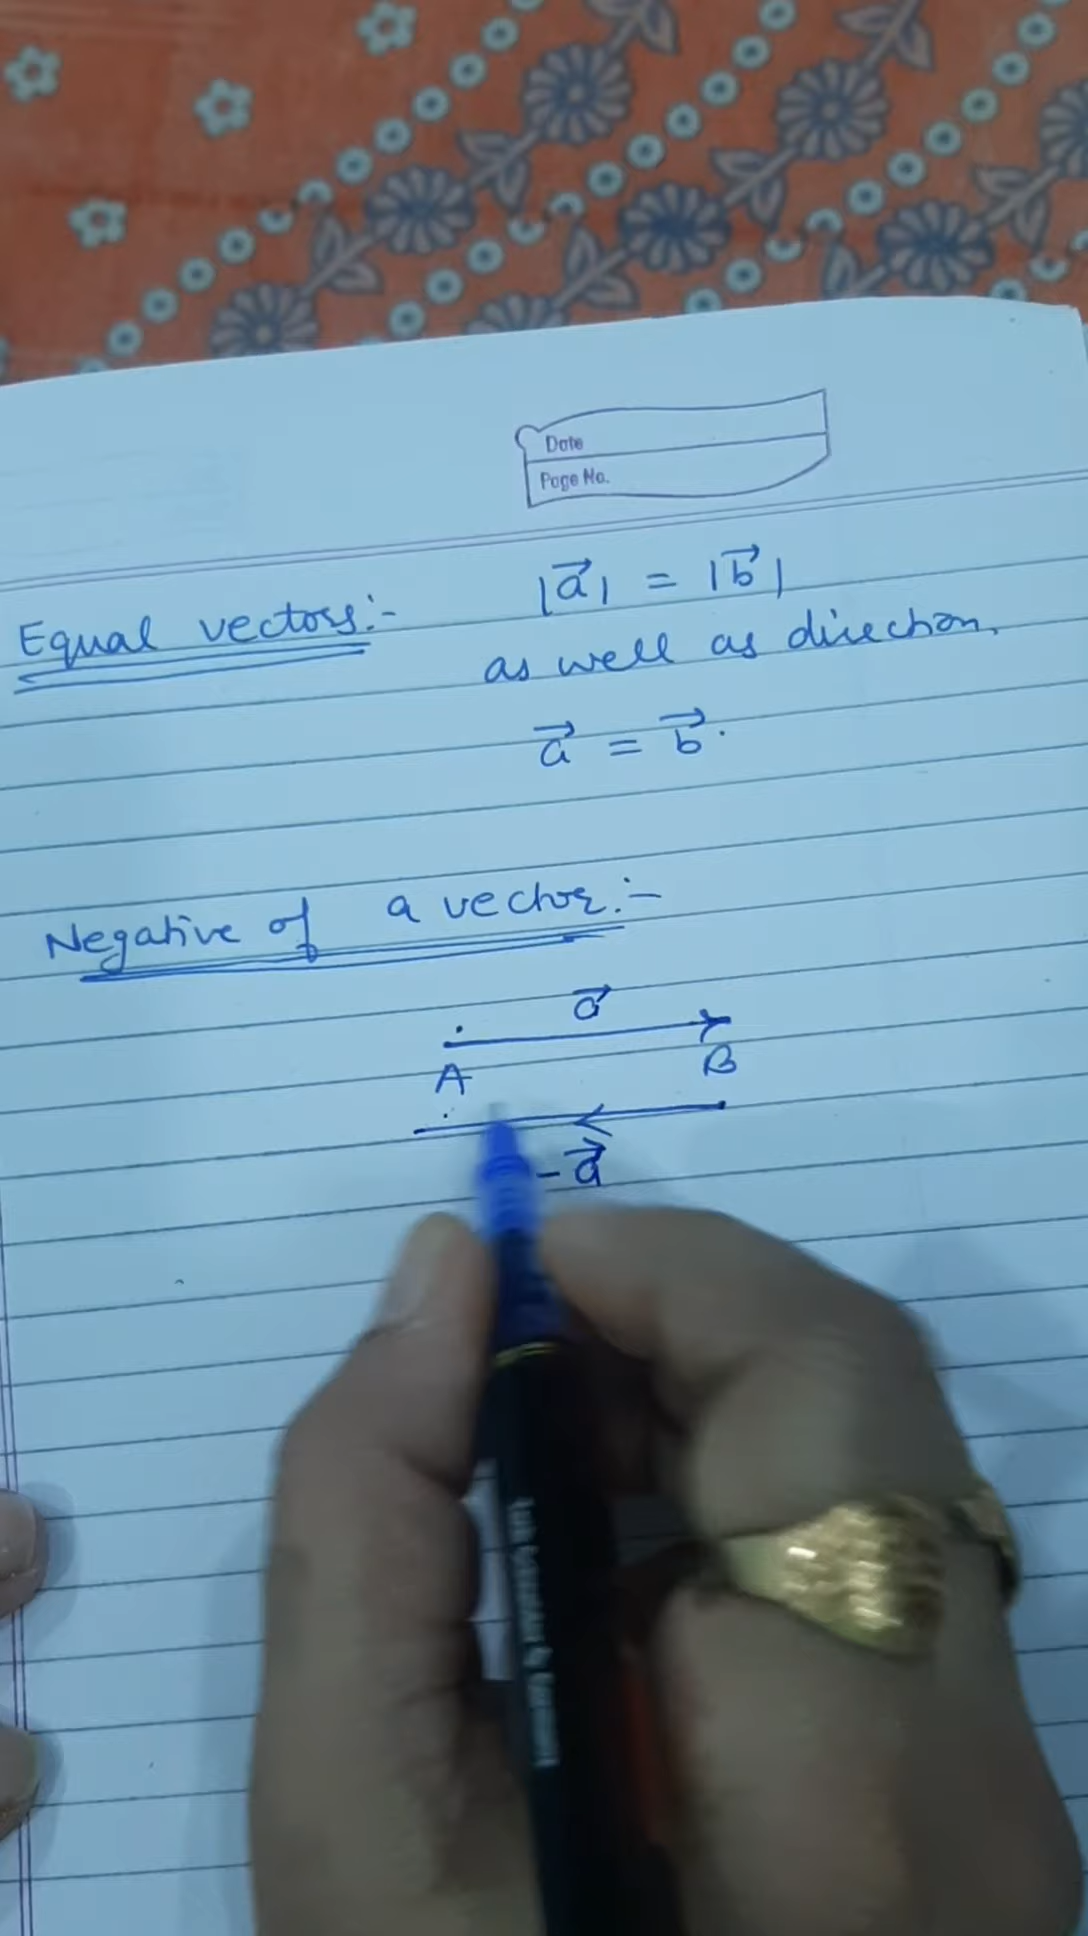 Date
Page No.
Equal vectors:- |a⃗| = |b⃗|
as well as direction.
a⃗ = b⃗.
Negative of a vector:-
a⃗
A B
-a⃗